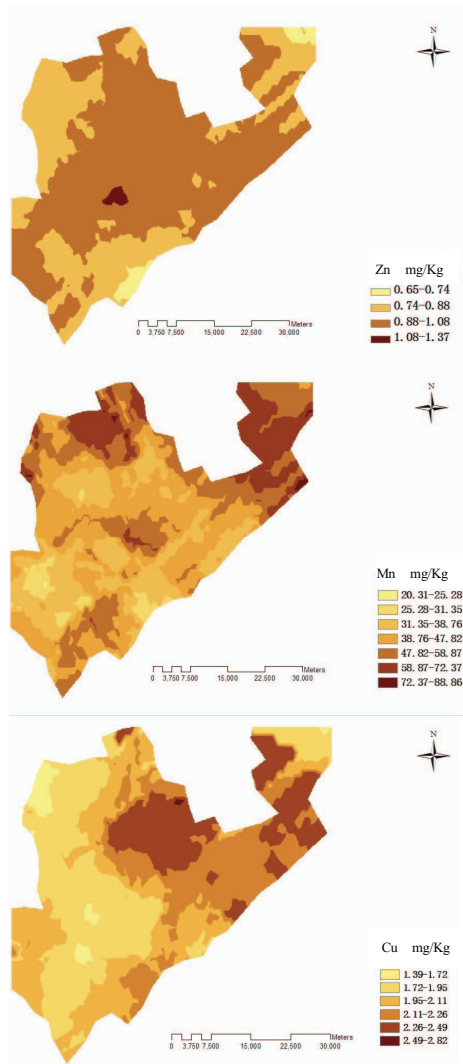 N
Zn mg/Kg
0.65-0.74
0.74-0.88
0.88-1.08
1.08-1.37
Meters
0 3,750 7,500 15,000 22,500 30,000
N
Mn mg/Kg
20.31-25.28
25.28-31.35
31.35-38.76
38.76-47.82
47.82-58.87
58.87-72.37
72.37-88.86
Meters
0 3,750 7,500 15,000 22,500 30,000
N
Cu mg/Kg
1.39-1.72
1.72-1.95
1.95-2.11
2.11-2.26
2.26-2.49
2.49-2.82
Meters
0 3,750 7,500 15,000 22,500 30,000